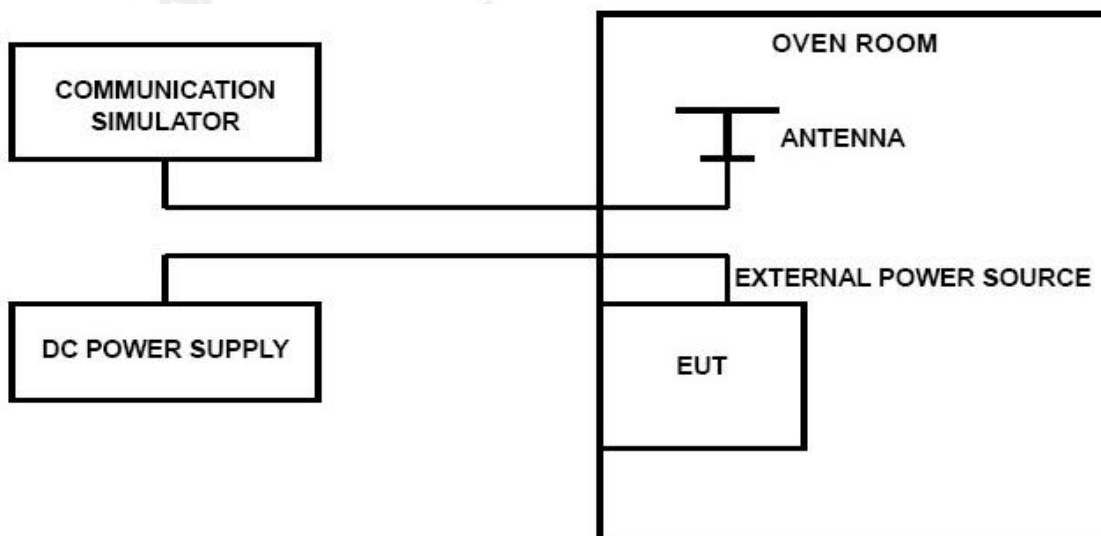 OVEN ROOM
COMMUNICATION
SIMULATOR
ANTENNA
EXTERNAL POWER SOURCE
DC POWER SUPPLY
EUT